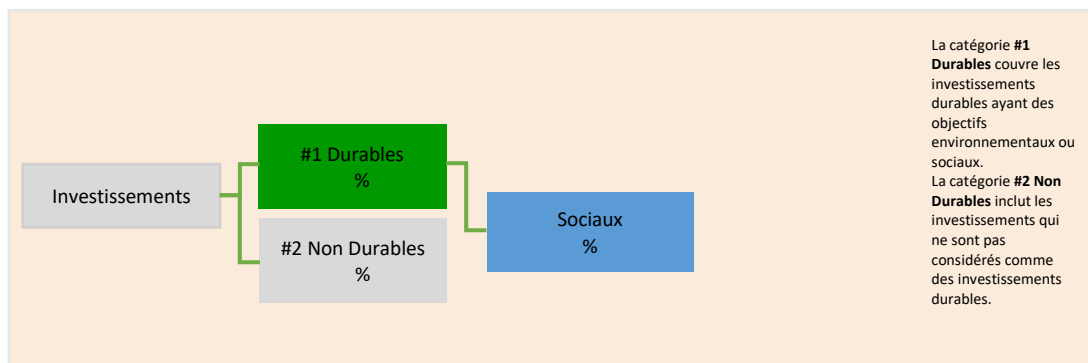 Investissements
#1 Durables
%
#2 Non Durables
%
Sociaux
%
La catégorie #1
Durables couvre les
investissements
durables ayant des
objectifs
environnementaux ou
sociaux.
La catégorie #2 Non
Durables inclut les
investissements qui
ne sont pas
considérés comme
des investissements
durables.